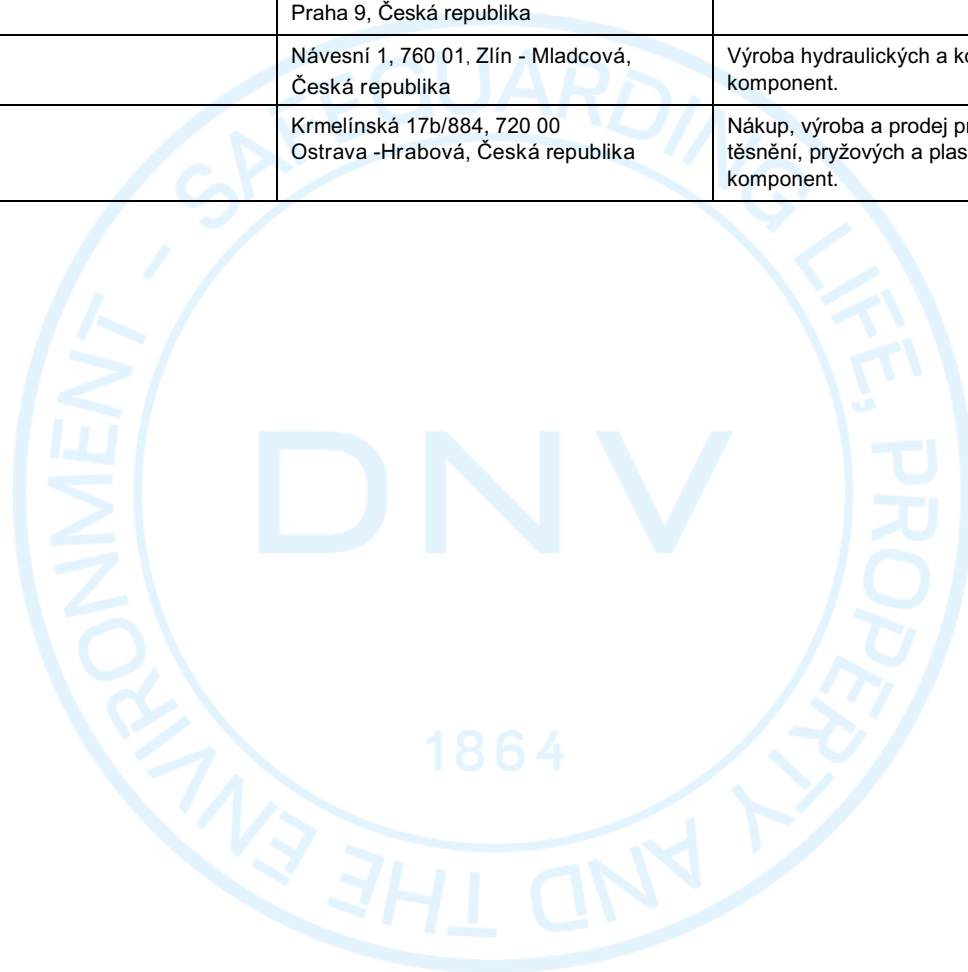 Praha 9, Česká republika
Návesní 1, 760 01, Zlín - Mladcová,
Česká republika
Výroba hydraulických a ko
komponent.
Krmelínská 17b/884, 720 00
Ostrava -Hrabová, Česká republika
Nákup, výroba a prodej pr
těsnění, pryžových a plas
komponent.
SAFEGUARDING LIFE, PROPERTY AND THE ENVIRONMENT -
DNV
1864